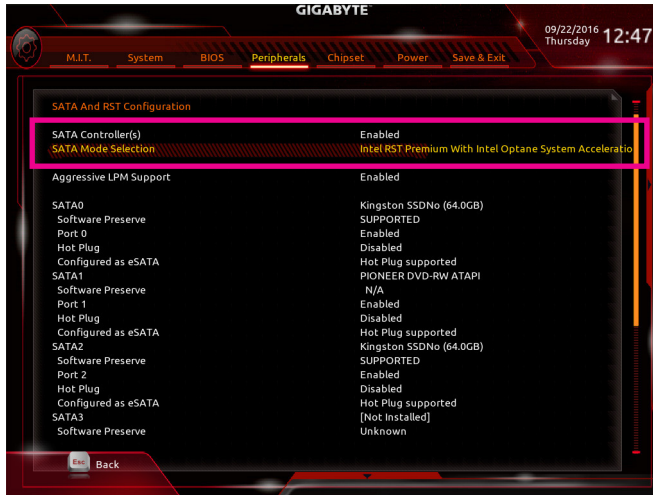 GIGABYTE™
09/22/2016 12:47
Thursday
M.I.T. System BIOS Peripherals Chipset Power Save & Exit
SATA And RST Configuration
SATA Controller(s) Enabled
SATA Mode Selection Intel RST Premium With Intel Optane System Acceleratio
Aggressive LPM Support Enabled
SATA0 Kingston SSDNo (64.0GB)
Software Preserve SUPPORTED
Port 0 Enabled
Hot Plug Disabled
Configured as eSATA Hot Plug supported
SATA1 PIONEER DVD-RW ATAPI
Software Preserve N/A
Port 1 Enabled
Hot Plug Disabled
Configured as eSATA Hot Plug supported
SATA2 Kingston SSDNo (64.0GB)
Software Preserve SUPPORTED
Port 2 Enabled
Hot Plug Disabled
Configured as eSATA Hot Plug supported
SATA3 [Not Installed]
Software Preserve Unknown
Esc Back